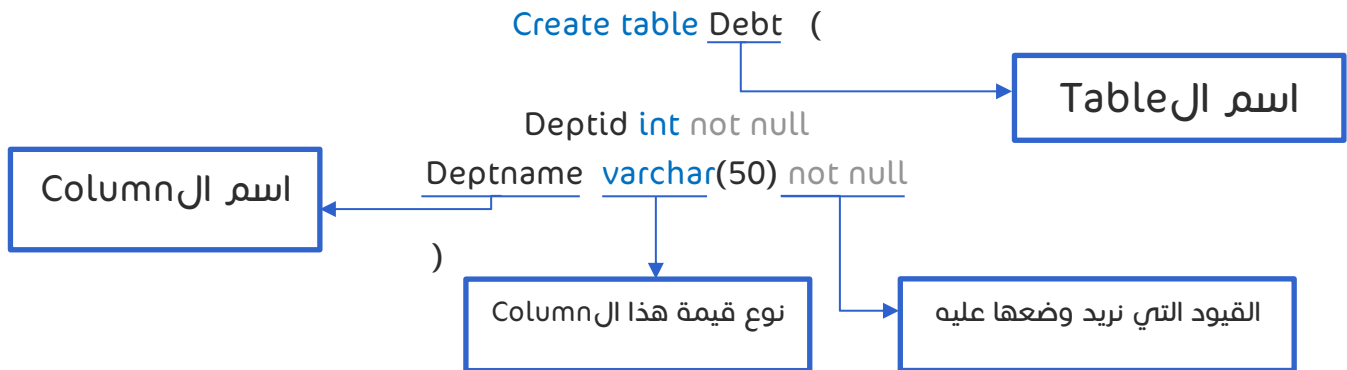 Create table Debt (
اسم الTable
Deptid int not null
Deptname varchar(50) not null
اسم الColumn
)
نوع قيمة هذا الColumn
القيود التي نريد وضعها عليه